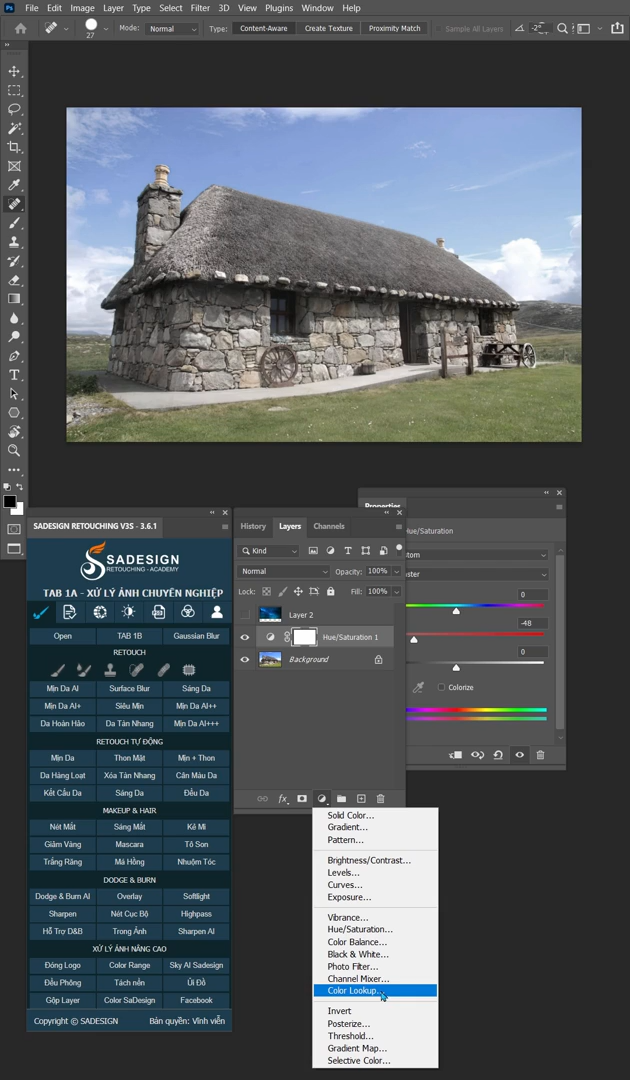 Ps File Edit Image Layer Type Select Filter 3D View Plugins Window Help
27 Mode: Normal Type: Content-Aware Create Texture Proximity Match Sample All Layers -2°
Properties
Hue/Saturation
0
-48
0
Colorize
SADESIGN RETOUCHING V3S - 3.6.1
SADESIGN
RETOUCHING - ACADEMY
TAB 1A - XỬ LÝ ẢNH CHUYÊN NGHIỆP
Open TAB 1B Gaussian Blur
RETOUCH
Mịn Da AI Surface Blur Sáng Da
Mịn Da AI+ Siêu Mịn Mịn Da AI++
Da Hoàn Hảo Da Tàn Nhang Mịn Da AI+++
RETOUCH TỰ ĐỘNG
Mịn Da Thon Mặt Mịn + Thon
Da Hàng Loạt Xóa Tàn Nhang Cân Màu Da
Kết Cấu Da Sáng Da Đều Da
MAKEUP & HAIR
Nét Mắt Sáng Mắt Kẻ Mi
Giảm Váng Mascara Tô Son
Trắng Răng Má Hồng Nhuộm Tóc
DODGE & BURN
Dodge & Burn AI Overlay Softlight
Sharpen Nét Cục Bộ Highpass
Hỗ Trợ D&B Trong Ảnh Sharpen AI
XỬ LÝ ẢNH NÂNG CAO
Đóng Logo Color Range Sky AI Sadesign
Đều Phông Tách nền Ủi Đồ
Gộp Layer Color SaDesign Facebook
Copyright © SADESIGN Bản quyền: Vĩnh viễn
History Layers Channels
Kind
Normal Opacity: 100%
Lock: Fill: 100%
Layer 2
Hue/Saturation 1
Background
fx
Solid Color...
Gradient...
Pattern...
Brightness/Contrast...
Levels...
Curves...
Exposure...
Vibrance...
Hue/Saturation...
Color Balance...
Black & White...
Photo Filter...
Channel Mixer...
Color Lookup...
Invert
Posterize...
Threshold...
Gradient Map...
Selective Color...